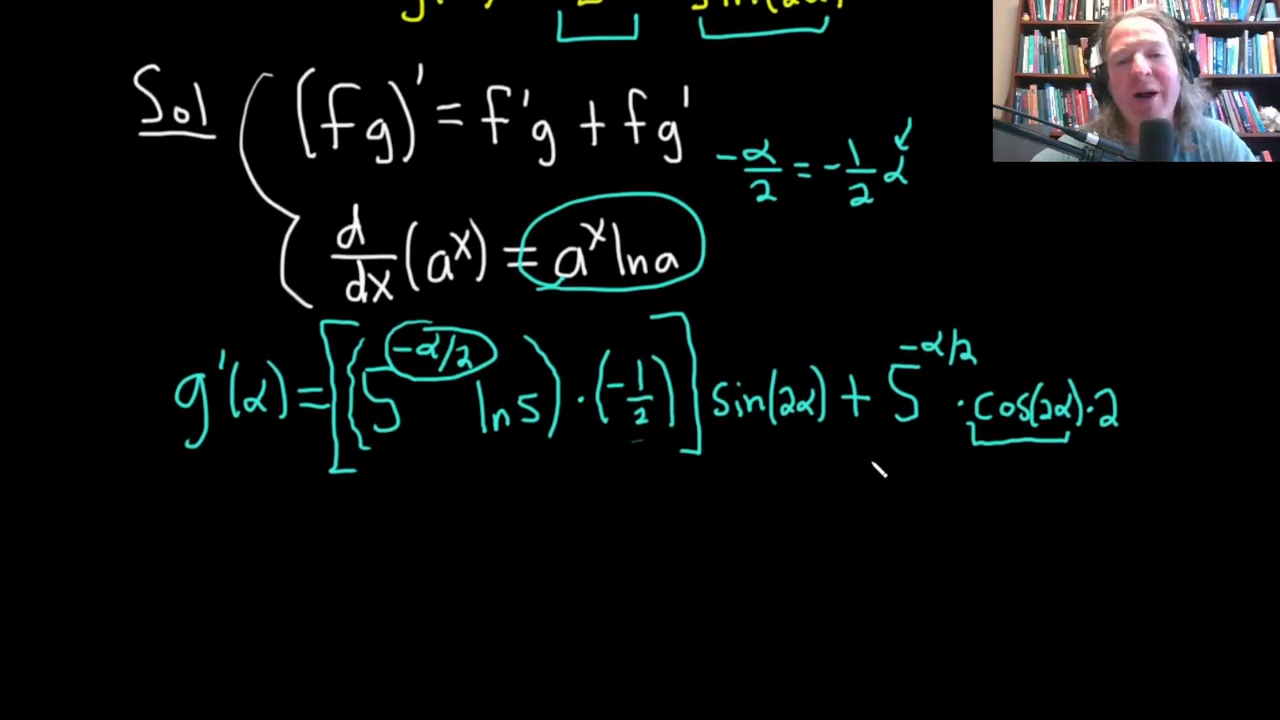 Sol (fg)' = f'g + fg'
-α/2 = -1/2 α
d/dx (a^x) = a^x ln a
g'(α) = [(5^(-α/2) ln 5) · (-1/2)] sin(2α) + 5^(-α/2) · cos(2α) · 2